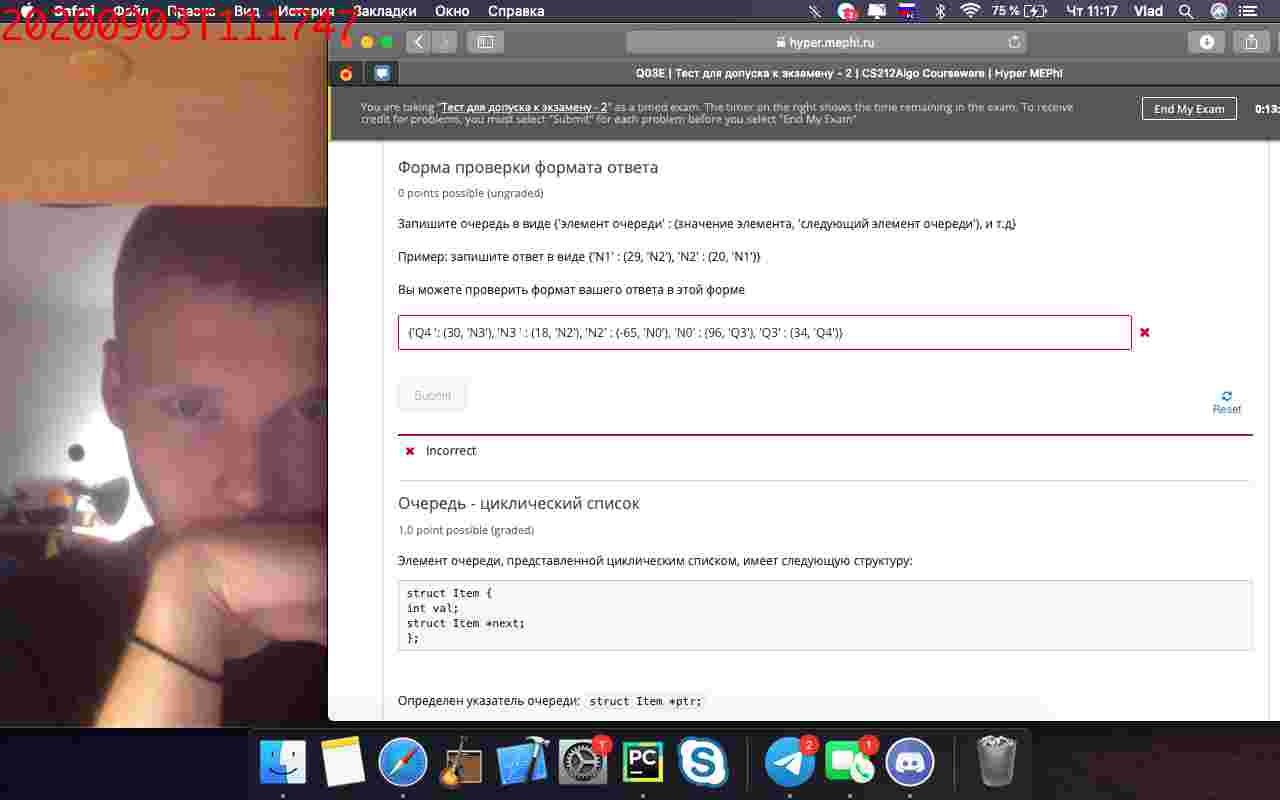 20200903T111747
Safari Файл Правка Вид История Закладки Окно Справка 75 % Чт 11:17 Vlad
hyper.mephi.ru
Q03E | Тест для допуска к экзамену - 2 | CS212Algo Courseware | Hyper MEPhI
You are taking "Тест для допуска к экзамену - 2" as a timed exam. The timer on the right shows the time remaining in the exam. To receive
credit for problems, you must select "Submit" for each problem before you select "End My Exam"
End My Exam
0:13:
Форма проверки формата ответа
0 points possible (ungraded)
Запишите очередь в виде {'элемент очереди' : (значение элемента, 'следующий элемент очереди'), и т.д}
Пример: запишите ответ в виде {'N1' : (29, 'N2'), 'N2' : (20, 'N1')}
Вы можете проверить формат вашего ответа в этой форме
{'Q4 ': (30, 'N3'), 'N3 ' : (18, 'N2'), 'N2' : (-65, 'N0'), 'N0' : (96, 'Q3'), 'Q3' : (34, 'Q4')}
Submit
Reset
Incorrect
Очередь - циклический список
1.0 point possible (graded)
Элемент очереди, представленной циклическим списком, имеет следующую структуру:
struct Item {
int val;
struct Item *next;
};
Определен указатель очереди: struct Item *ptr;
1
PC
2
1